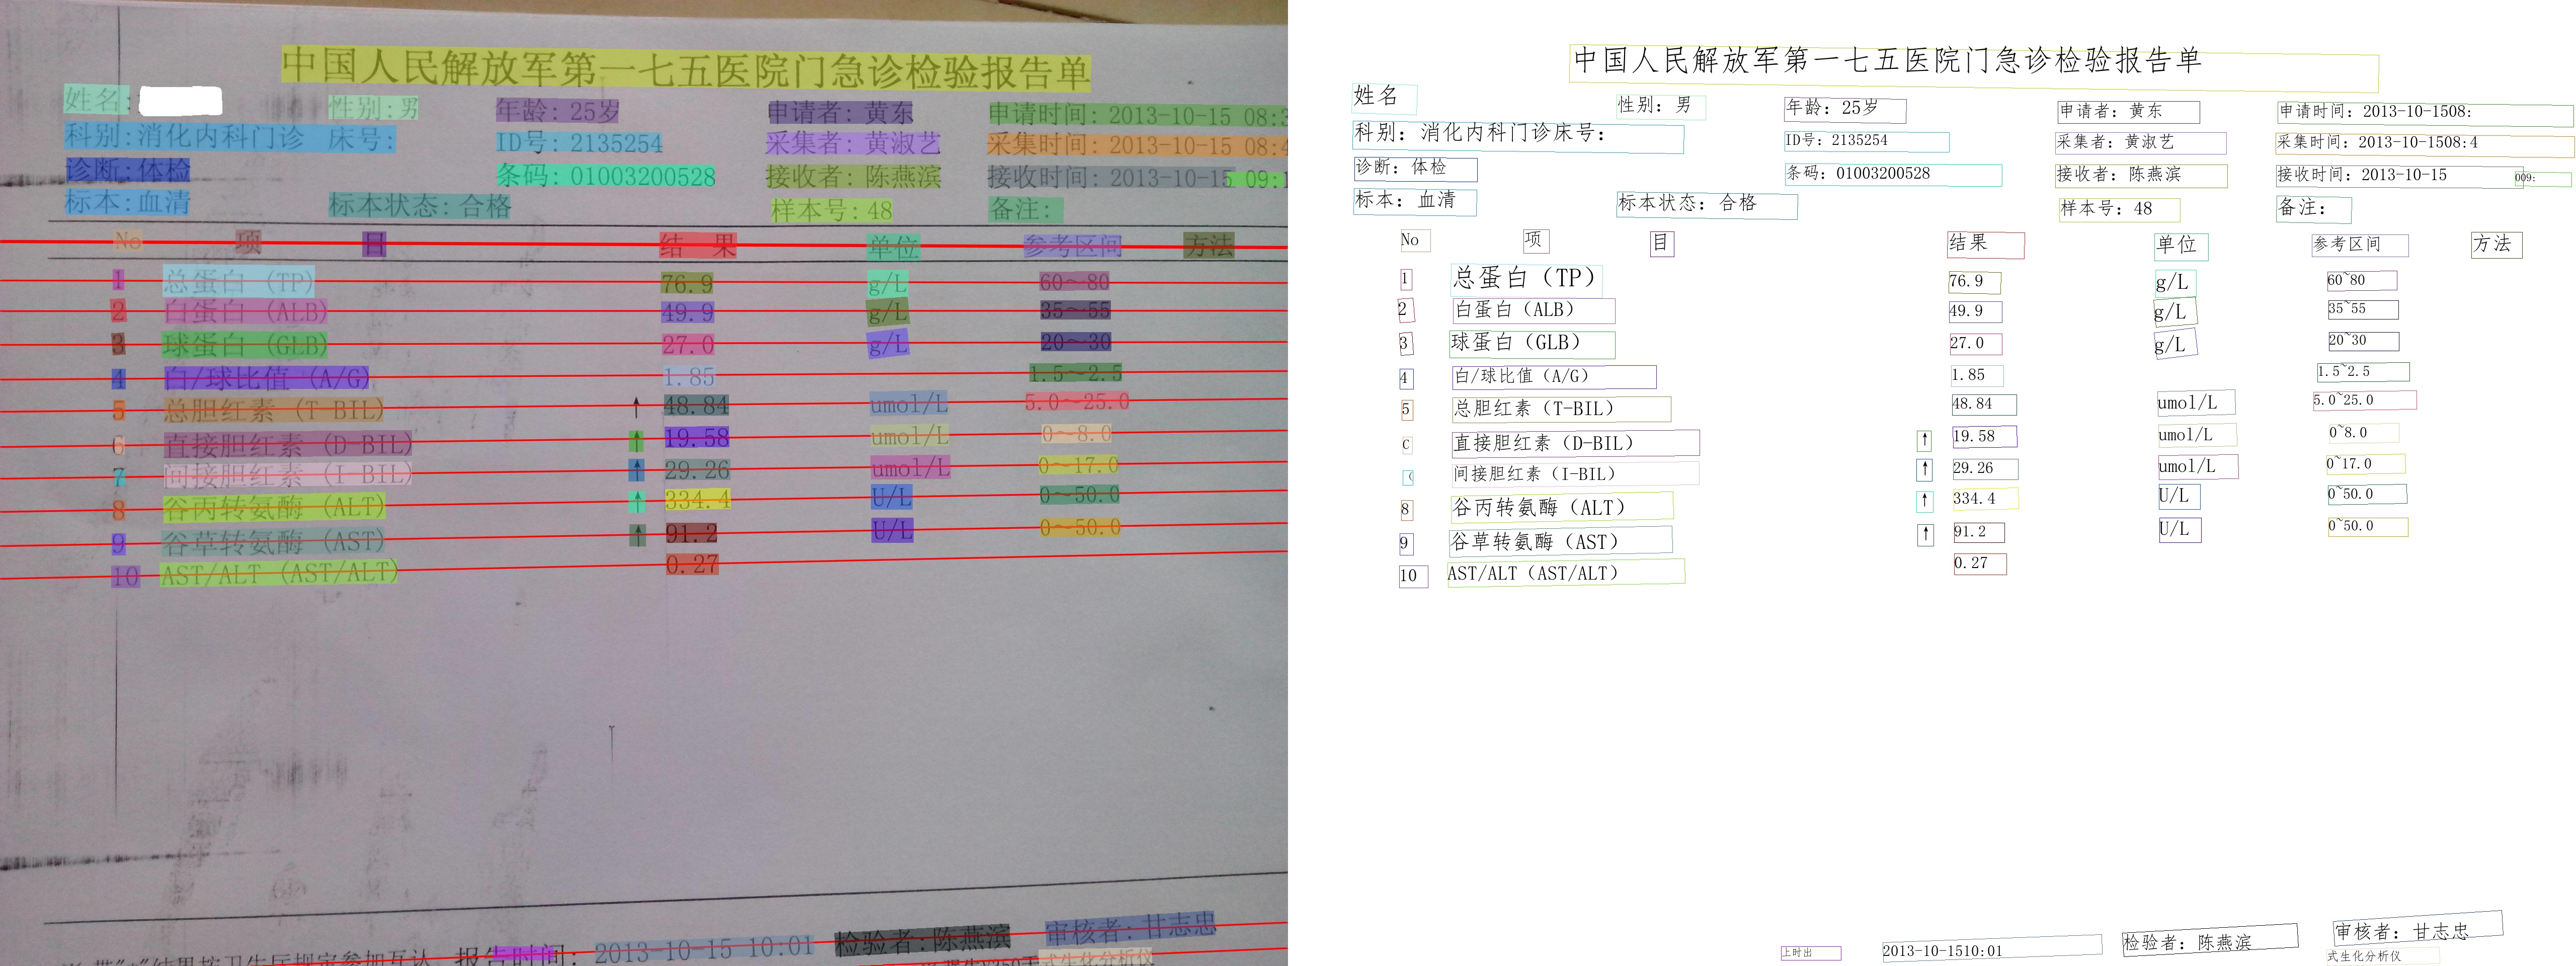 中国人民解放军第一七五医院门急诊检验报告单
姓名: 性别:男 年龄:25岁 申请者:黄东 申请时间:2013-10-15 08:3
科别:消化内科门诊 床号: ID号:2135254 采集者:黄淑艺 采集时间:2013-10-15 08:4
诊断:体检 条码:01003200528 接收者:陈燕滨 接收时间:2013-10-15 09:1
标本:血清 标本状态:合格 样本号:48 备注:
No 项 目 结 果 单位 参考区间 方法
1 总蛋白 (TP) 76.9 g/L 60~80
2 白蛋白 (ALB) 49.9 g/L 35~55
3 球蛋白 (GLB) 27.0 g/L 20~30
4 白/球比值 (A/G) 1.85 1.5~2.5
5 总胆红素 (T-BIL) ↑ 48.84 umol/L 5.0~25.0
6 直接胆红素 (D-BIL) ↑ 19.58 umol/L 0~8.0
7 间接胆红素 (I-BIL) ↑ 29.26 umol/L 0~17.0
8 谷丙转氨酶 (ALT) ↑ 334.4 U/L 0~50.0
9 谷草转氨酶 (AST) ↑ 91.2 U/L 0~50.0
10 AST/ALT (AST/ALT) 0.27
报告时间: 2013-10-15 10:01 检验者:陈燕滨 审核者:甘志忠
式生化分析仪
中国人民解放军第一七五医院门急诊检验报告单
姓名 性别：男 年龄：25岁 申请者：黄东 申请时间：2013-10-1508:
科别：消化内科门诊床号： ID号：2135254 采集者：黄淑艺 采集时间：2013-10-1508:4
诊断：体检 条码：01003200528 接收者：陈燕滨 接收时间：2013-10-15 009:
标本：血清 标本状态：合格 样本号：48 备注：
No 项 目 结果 单位 参考区间 方法
1 总蛋白（TP） 76.9 g/L 60~80
2 白蛋白（ALB） 49.9 g/L 35~55
3 球蛋白（GLB） 27.0 g/L 20~30
4 白/球比值（A/G） 1.85 1.5~2.5
5 总胆红素（T-BIL） 48.84 umol/L 5.0~25.0
C 直接胆红素（D-BIL） ↑ 19.58 umol/L 0~8.0
( 间接胆红素（I-BIL） ↑ 29.26 umol/L 0~17.0
8 谷丙转氨酶（ALT） ↑ 334.4 U/L 0~50.0
9 谷草转氨酶（AST） ↑ 91.2 U/L 0~50.0
10 AST/ALT（AST/ALT） 0.27
上时出 2013-10-1510:01 检验者：陈燕滨 审核者：甘志忠
式生化分析仪